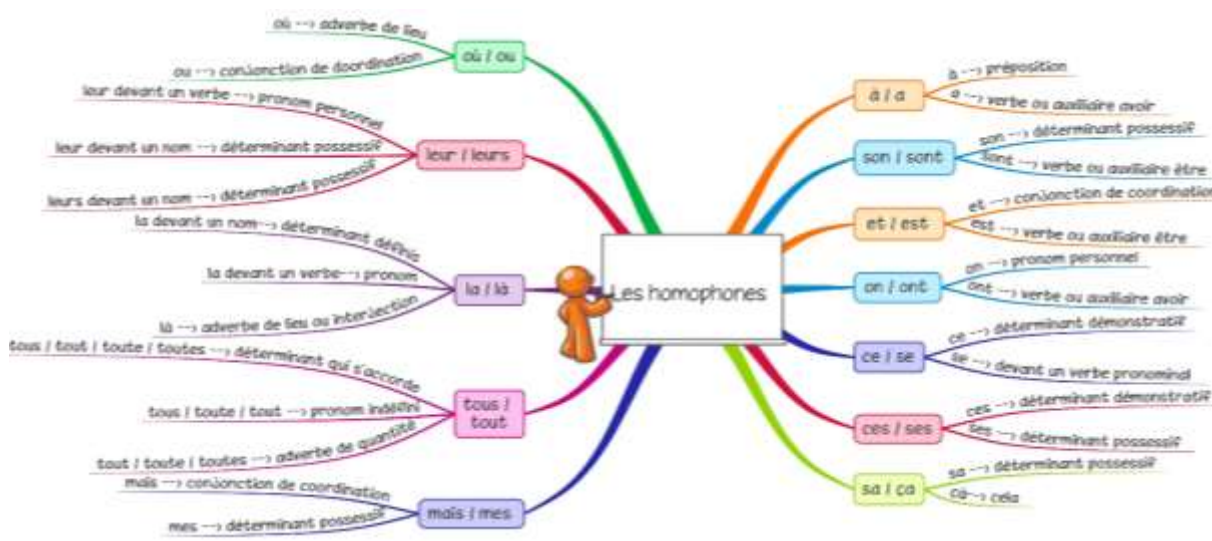 Les homophones
où / ou
où --> adverbe de lieu
ou --> conjonction de doordination
leur / leurs
leur devant un verbe --> pronom personnel
leur devant un nom --> déterminant possessif
leurs devant un nom --> déterminant possessif
la / là
la devant un nom--> déterminant définis
la devant un verbe--> pronom
là --> adverbe de lieu ou interjection
tous /
tout
tous / tout / toute / toutes --> déterminant qui s'accorde
tous / toute / tout --> pronom indéfini
tout / toute / toutes --> adverbe de quantité
mais / mes
mais --> conjonction de coordination
mes --> déterminant possessif
à / a
à --> préposition
a --> verbe ou auxiliaire avoir
son / sont
son --> déterminant possessif
sont --> verbe ou auxiliaire être
et / est
et --> conjonction de coordination
est --> verbe ou auxiliaire être
on / ont
on --> pronom personnel
ont --> verbe ou auxiliaire avoir
ce / se
ce --> déterminant démonstratif
se --> devant un verbe pronominal
ces / ses
ces --> déterminant démonstratif
ses --> déterminant possessif
sa / ça
sa --> déterminant possessif
çà --> cela